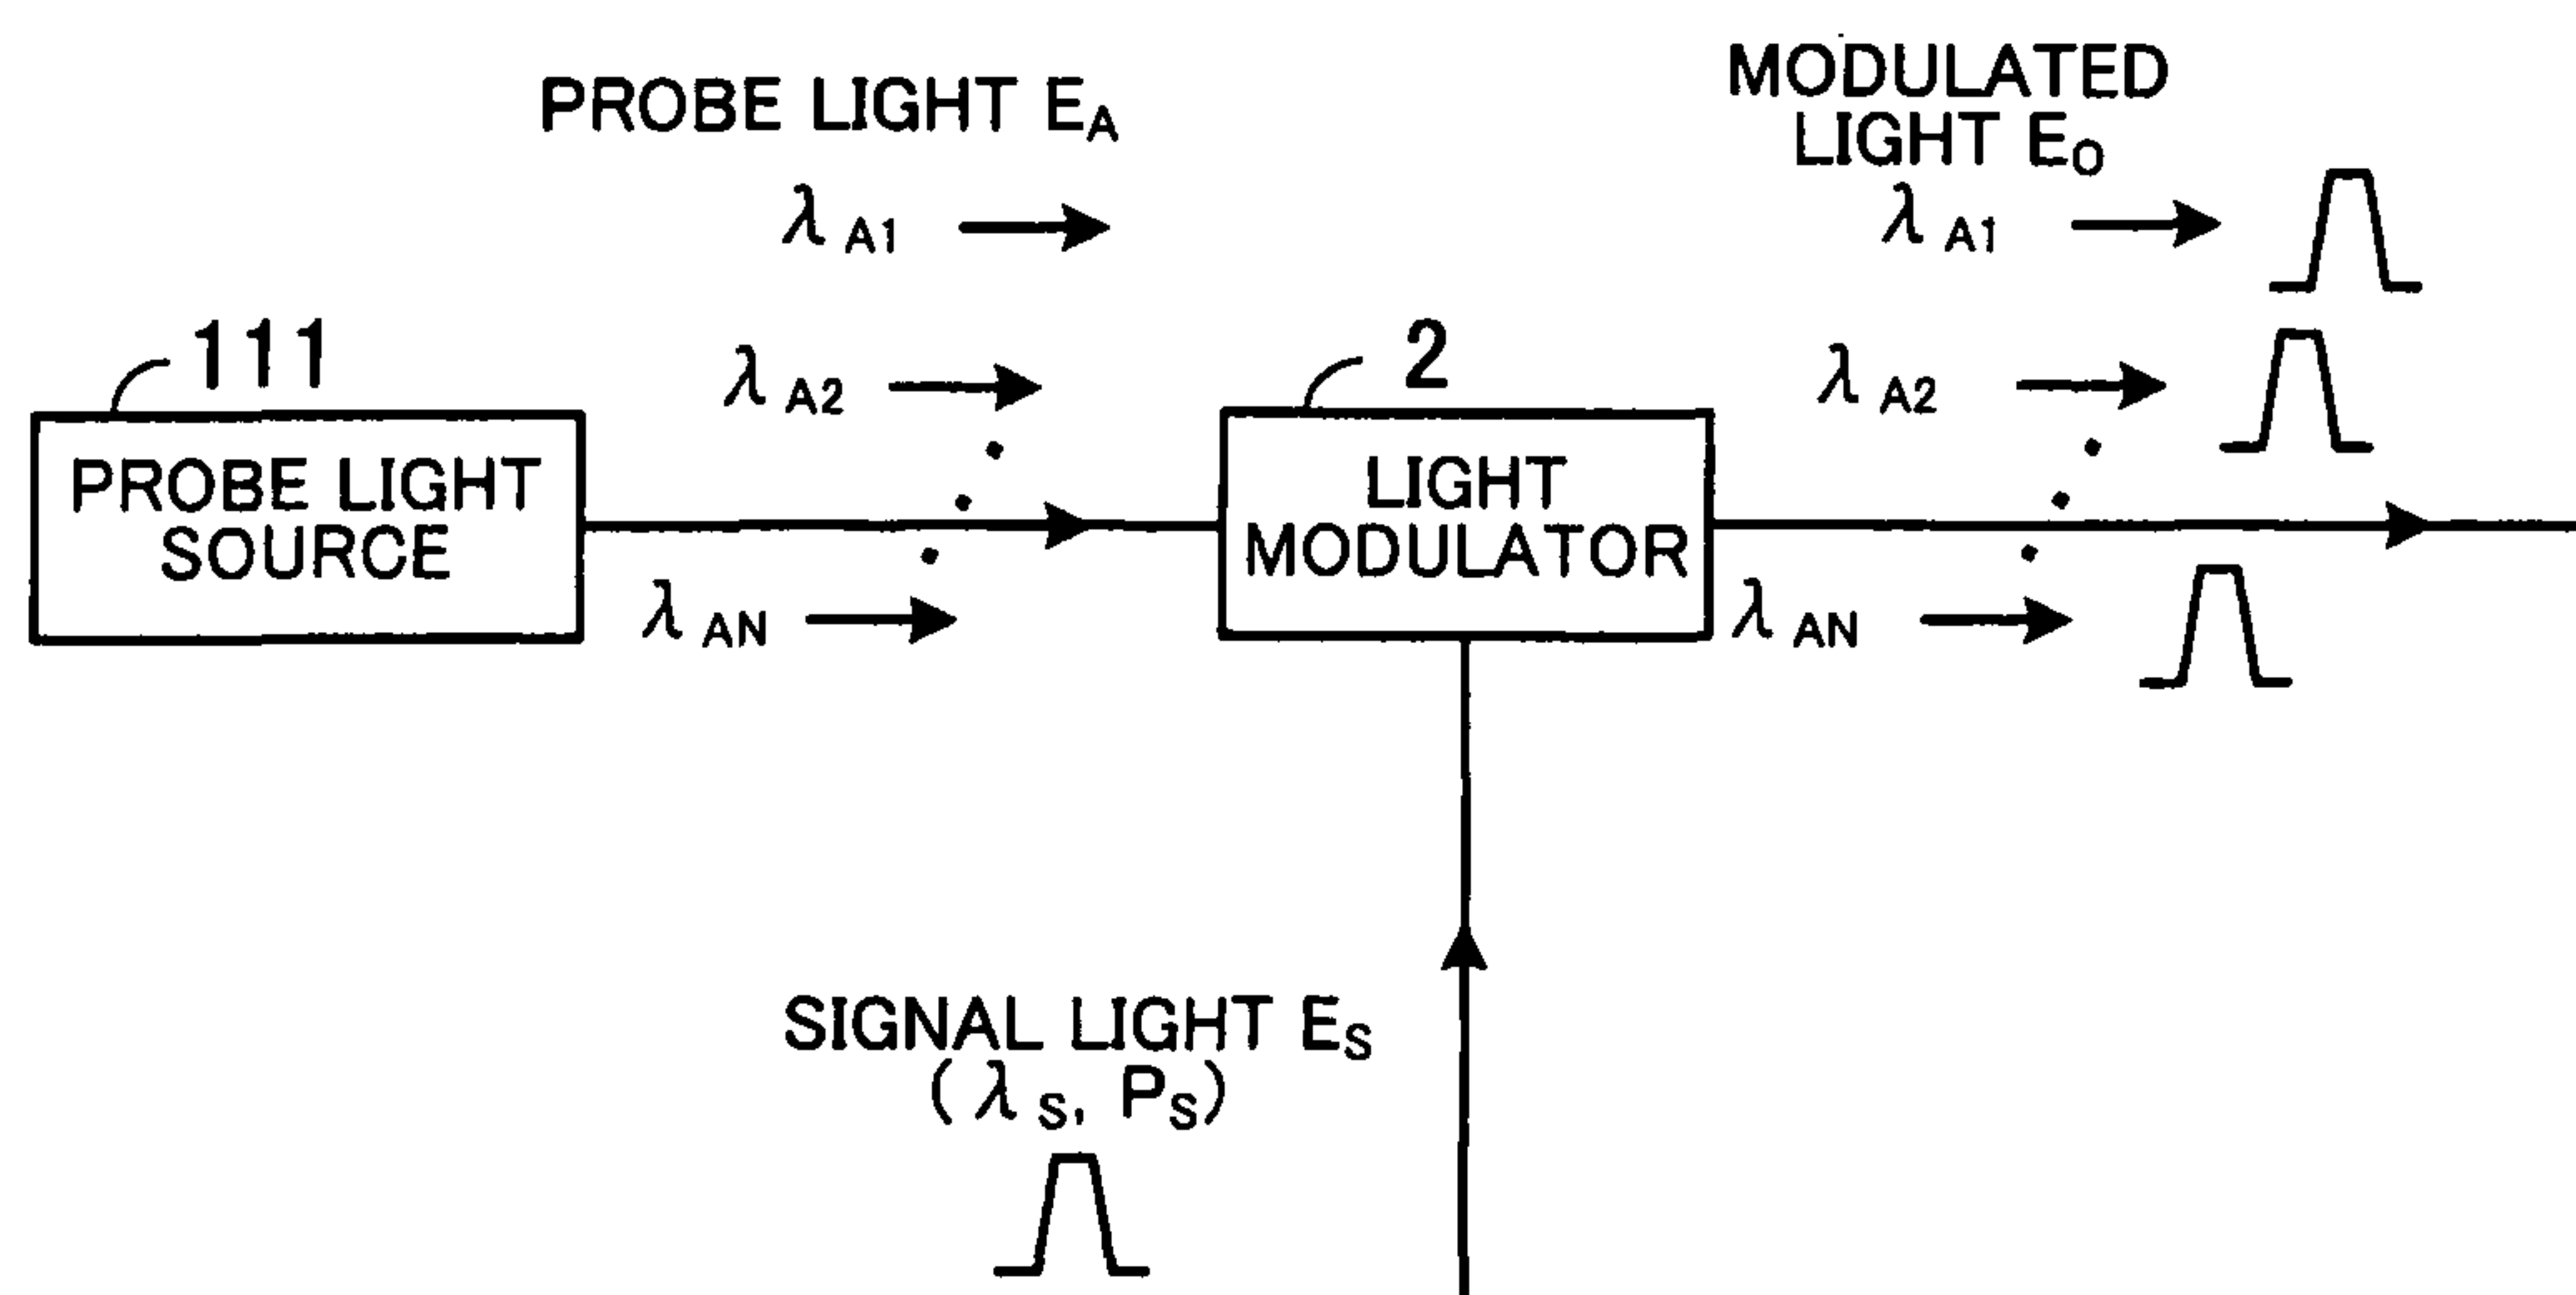 PROBE LIGHT EA
λA1
λA2
λAN
111
PROBE LIGHT
SOURCE
2
LIGHT
MODULATOR
MODULATED
LIGHT EO
λA1
λA2
λAN
SIGNAL LIGHT ES
(λS, PS)